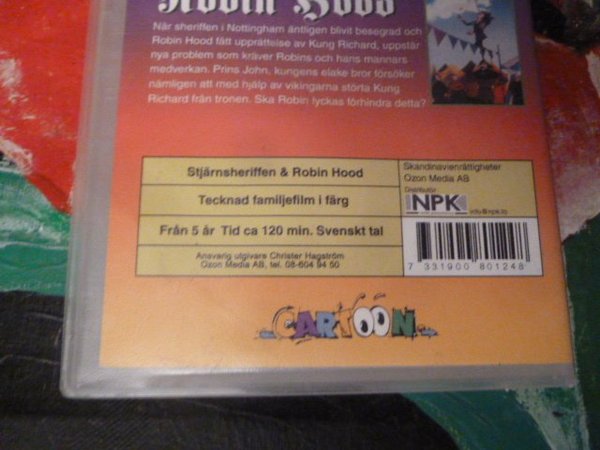 Robin Hood
När sheriffen i Nottingham äntligen blivit besegrad och
Robin Hood fått upprättelse av Kung Richard, uppstår
nya problem som kräver Robins och hans mannars
medverkan. Prins John, kungens elake bror försöker
nämligen att med hjälp av vikingarna störta Kung
Richard från tronen. Ska Robin lyckas förhindra detta?
Stjärnsheriffen & Robin Hood
Tecknad familjefilm i färg
Från 5 år Tid ca 120 min. Svenskt tal
Ansvarig utgivare Christer Hagström
Ozon Media AB, tel. 08-604 94 50
Skandinavienrättigheter
Ozon Media AB
Distributör
NPK
7 331900 801248
CARTOON